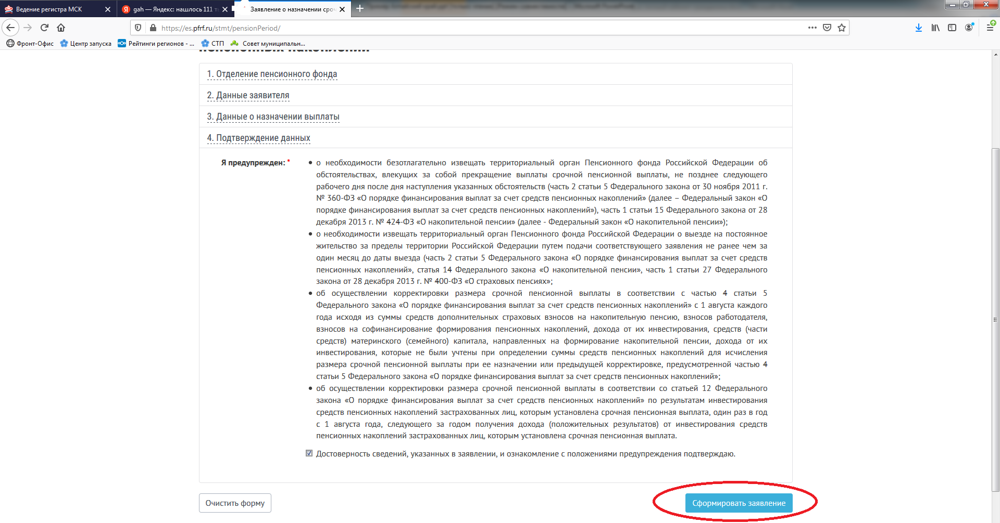 Ведение регистра МСК
gah — Яндекс: нашлось 111 т
Заявление о назначении сроч
https://es.pfrf.ru/stmt/pensionPeriod/
Фронт-Офис
Центр запуска
Рейтинги регионов - ...
СТП
Совет муниципальн...
1. Отделение пенсионного фонда
2. Данные заявителя
3. Данные о назначении выплаты
4. Подтверждение данных
Я предупрежден: *
• о необходимости безотлагательно извещать территориальный орган Пенсионного фонда Российской Федерации об
обстоятельствах, влекущих за собой прекращение выплаты срочной пенсионной выплаты, не позднее следующего
рабочего дня после дня наступления указанных обстоятельств (часть 2 статьи 5 Федерального закона от 30 ноября 2011 г.
№ 360-ФЗ «О порядке финансирования выплат за счет средств пенсионных накоплений» (далее – Федеральный закон «О
порядке финансирования выплат за счет средств пенсионных накоплений»), часть 1 статьи 15 Федерального закона от 28
декабря 2013 г. № 424-ФЗ «О накопительной пенсии» (далее - Федеральный закон «О накопительной пенсии»);
• о необходимости извещать территориальный орган Пенсионного фонда Российской Федерации о выезде на постоянное
жительство за пределы территории Российской Федерации путем подачи соответствующего заявления не ранее чем за
один месяц до даты выезда (часть 2 статьи 5 Федерального закона «О порядке финансирования выплат за счет средств
пенсионных накоплений», статья 14 Федерального закона «О накопительной пенсии», часть 1 статьи 27 Федерального
закона от 28 декабря 2013 г. № 400-ФЗ «О страховых пенсиях»;
• об осуществлении корректировки размера срочной пенсионной выплаты в соответствии с частью 4 статьи 5
Федерального закона «О порядке финансирования выплат за счет средств пенсионных накоплений» с 1 августа каждого
года исходя из суммы средств дополнительных страховых взносов на накопительную пенсию, взносов работодателя,
взносов на софинансирование формирования пенсионных накоплений, дохода от их инвестирования, средств (части
средств) материнского (семейного) капитала, направленных на формирование накопительной пенсии, дохода от их
инвестирования, которые не были учтены при определении суммы средств пенсионных накоплений для исчисления
размера срочной пенсионной выплаты при ее назначении или предыдущей корректировке, предусмотренной частью 4
статьи 5 Федерального закона «О порядке финансирования выплат за счет средств пенсионных накоплений»;
• об осуществлении корректировки размера срочной пенсионной выплаты в соответствии со статьей 12 Федерального
закона «О порядке финансирования выплат за счет средств пенсионных накоплений» по результатам инвестирования
средств пенсионных накоплений застрахованных лиц, которым установлена срочная пенсионная выплата, один раз в год
с 1 августа года, следующего за годом получения дохода (положительных результатов) от инвестирования средств
пенсионных накоплений застрахованных лиц, которым установлена срочная пенсионная выплата.
Достоверность сведений, указанных в заявлении, и ознакомление с положениями предупреждения подтверждаю.
Очистить форму
Сформировать заявление